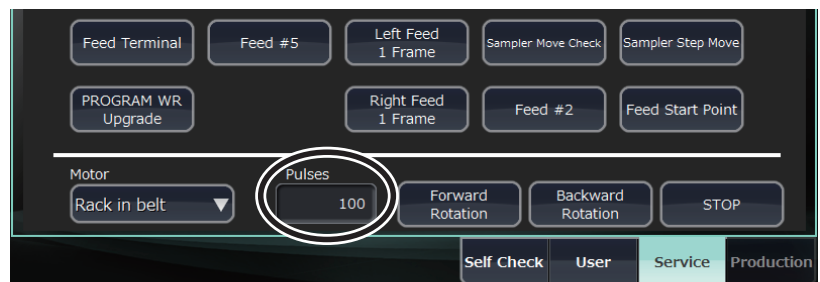 Feed Terminal
Feed #5
Left Feed
1 Frame
Sampler Move Check
Sampler Step Move
PROGRAM WR
Upgrade
Right Feed
1 Frame
Feed #2
Feed Start Point
Motor
Rack in belt
Pulses
100
Forward
Rotation
Backward
Rotation
STOP
Self Check
User
Service
Production